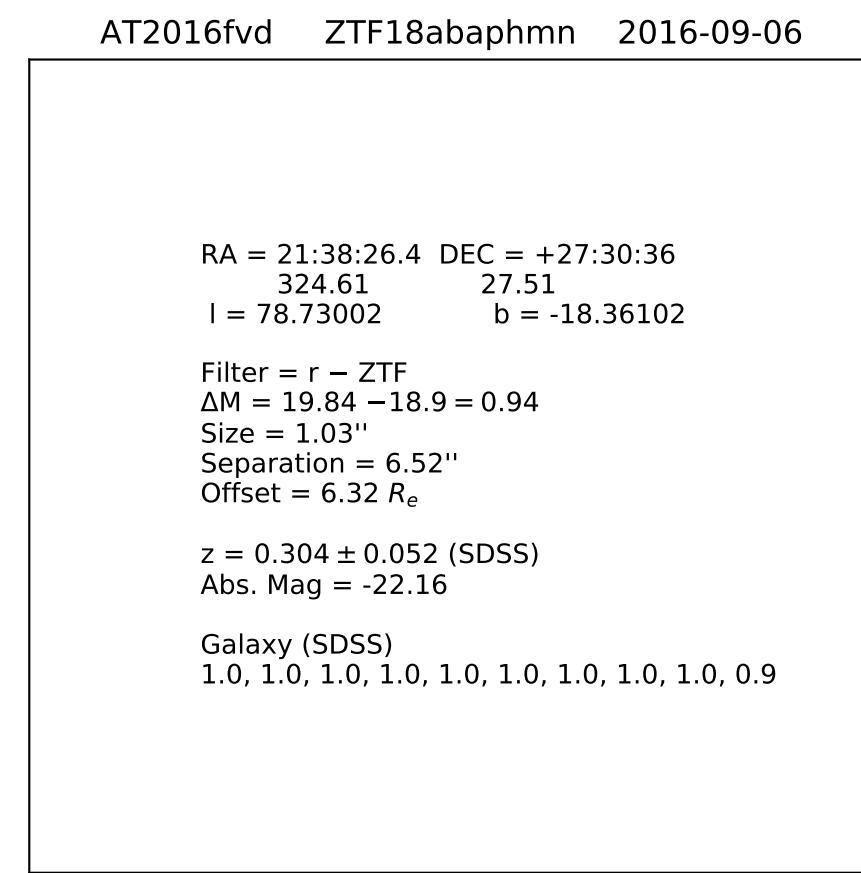 AT2016fvd ZTF18abaphmn 2016-09-06
RA = 21:38:26.4 DEC = +27:30:36
324.61 27.51
l = 78.73002 b = -18.36102
Filter = r − ZTF
ΔM = 19.84 −18.9 = 0.94
Size = 1.03''
Separation = 6.52''
Offset = 6.32 Rₑ
z = 0.304 ± 0.052 (SDSS)
Abs. Mag = -22.16
Galaxy (SDSS)
1.0, 1.0, 1.0, 1.0, 1.0, 1.0, 1.0, 1.0, 1.0, 0.9